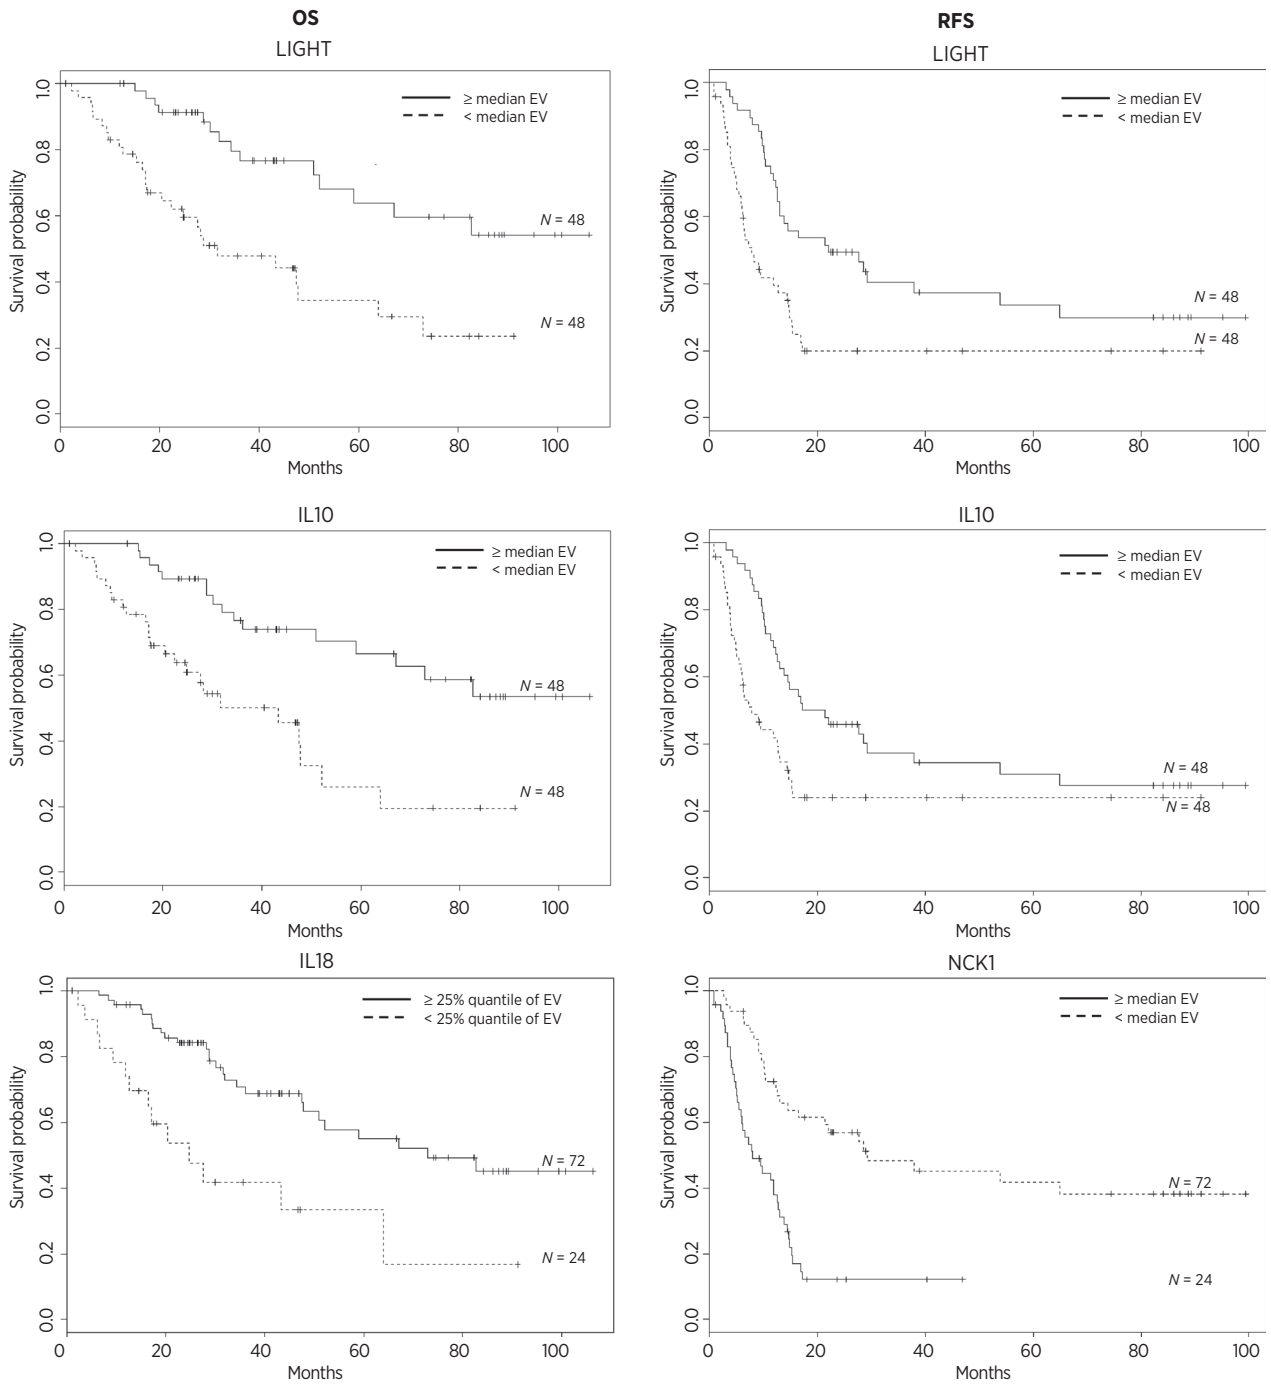 OS
LIGHT
Survival probability
1.0
0.8
0.6
0.4
0.2
0.0
≥ median EV
< median EV
N = 48
N = 48
0 20 40 60 80 100
Months
RFS
LIGHT
Survival probability
1.0
0.8
0.6
0.4
0.2
0.0
≥ median EV
< median EV
N = 48
N = 48
0 20 40 60 80 100
Months
IL10
Survival probability
1.0
0.8
0.6
0.4
0.2
0.0
≥ median EV
< median EV
N = 48
N = 48
0 20 40 60 80 100
Months
IL10
Survival probability
1.0
0.8
0.6
0.4
0.2
0.0
≥ median EV
< median EV
N = 48
N = 48
0 20 40 60 80 100
Months
IL18
Survival probability
1.0
0.8
0.6
0.4
0.2
0.0
≥ 25% quantile of EV
< 25% quantile of EV
N = 72
N = 24
0 20 40 60 80 100
Months
NCK1
Survival probability
1.0
0.8
0.6
0.4
0.2
0.0
≥ median EV
< median EV
N = 72
N = 24
0 20 40 60 80 100
Months